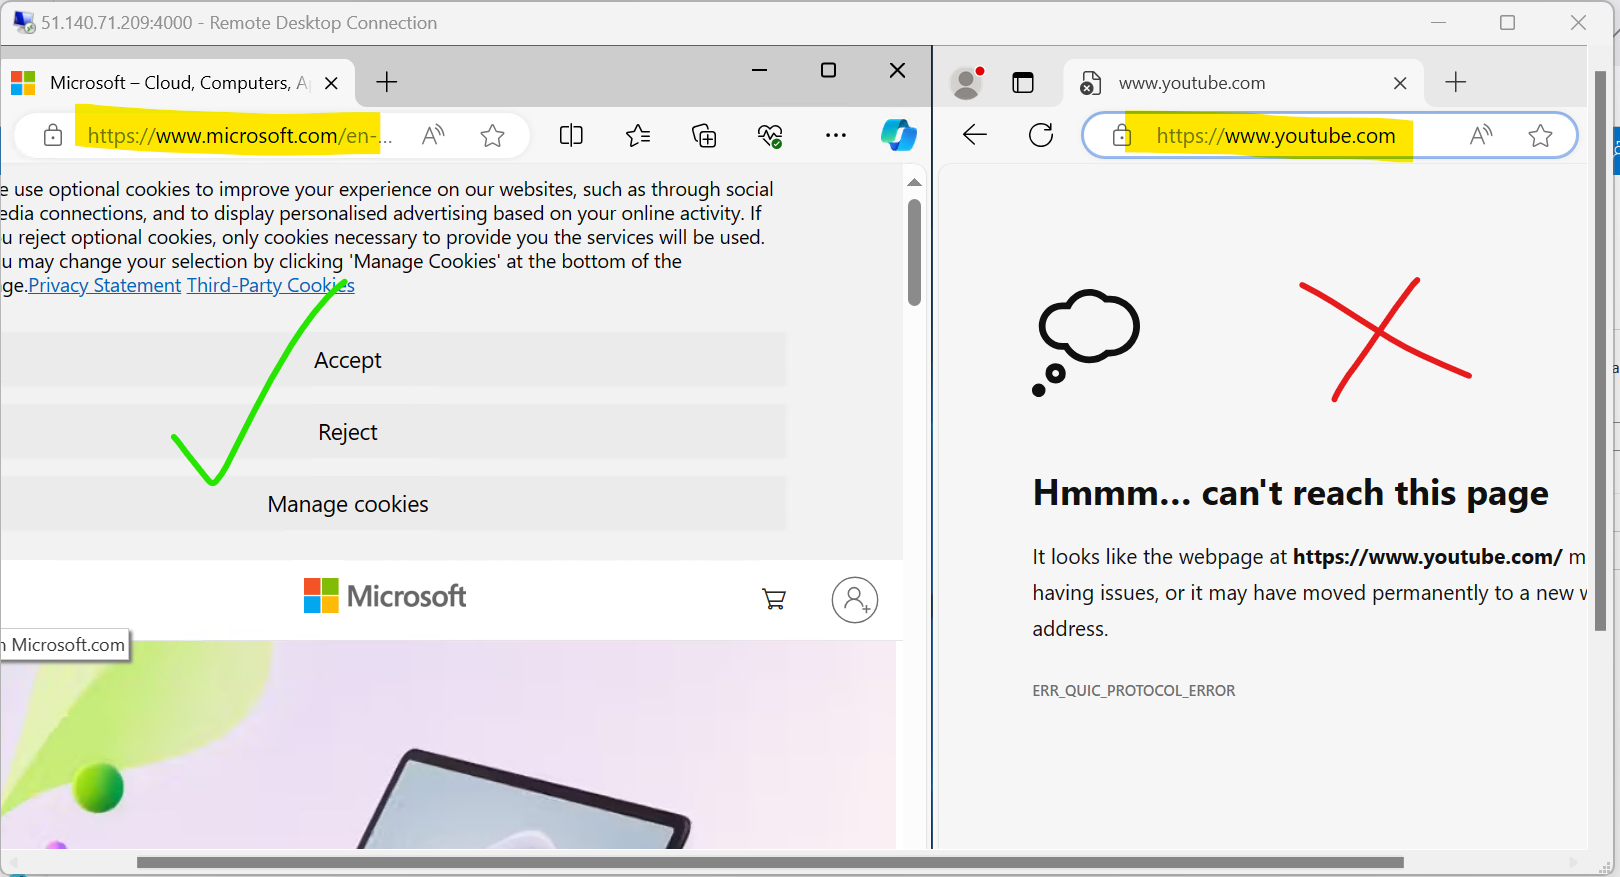 51.140.71.209:4000 - Remote Desktop Connection
Microsoft – Cloud, Computers, A
https://www.microsoft.com/en-...
e use optional cookies to improve your experience on our websites, such as through social
edia connections, and to display personalised advertising based on your online activity. If
u reject optional cookies, only cookies necessary to provide you the services will be used.
u may change your selection by clicking 'Manage Cookies' at the bottom of the
ge.Privacy Statement Third-Party Cookies
Accept
Reject
Manage cookies
Microsoft
n Microsoft.com
www.youtube.com
https://www.youtube.com
Hmmm... can't reach this page
It looks like the webpage at https://www.youtube.com/ m
having issues, or it may have moved permanently to a new w
address.
ERR_QUIC_PROTOCOL_ERROR